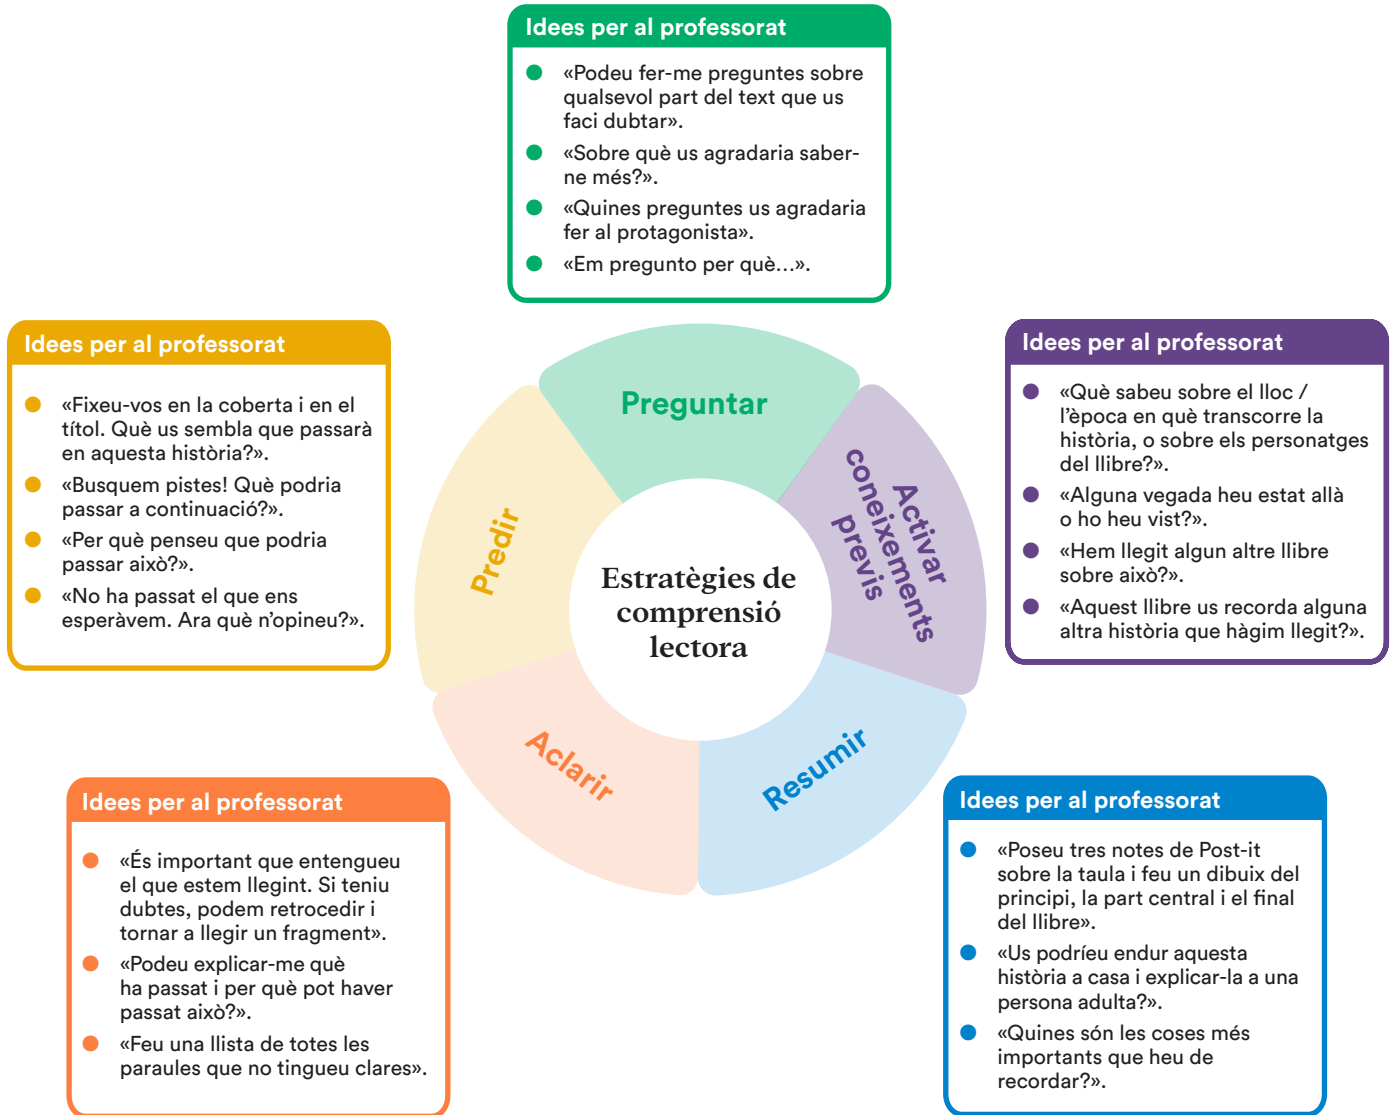 Idees per al professorat
«Podeu fer-me preguntes sobre
qualsevol part del text que us
faci dubtar».
«Sobre què us agradaria saber-
ne més?».
«Quines preguntes us agradaria
fer al protagonista».
«Em pregunto per què…».
Idees per al professorat
«Fixeu-vos en la coberta i en el
títol. Què us sembla que passarà
en aquesta història?».
«Busquem pistes! Què podria
passar a continuació?».
«Per què penseu que podria
passar això?».
«No ha passat el que ens
esperàvem. Ara què n’opineu?».
Preguntar
Activar
coneixements
previs
Predir
Estratègies de
comprensió
lectora
Aclarir
Resumir
Idees per al professorat
«Què sabeu sobre el lloc /
l’època en què transcorre la
història, o sobre els personatges
del llibre?».
«Alguna vegada heu estat allà
o ho heu vist?».
«Hem llegit algun altre llibre
sobre això?».
«Aquest llibre us recorda alguna
altra història que hàgim llegit?».
Idees per al professorat
«És important que entengueu
el que estem llegint. Si teniu
dubtes, podem retrocedir i
tornar a llegir un fragment».
«Podeu explicar-me què
ha passat i per què pot haver
passat això?».
«Feu una llista de totes les
paraules que no tingueu clares».
Idees per al professorat
«Poseu tres notes de Post-it
sobre la taula i feu un dibuix del
principi, la part central i el final
del llibre».
«Us podríeu endur aquesta
història a casa i explicar-la a una
persona adulta?».
«Quines són les coses més
importants que heu de
recordar?».